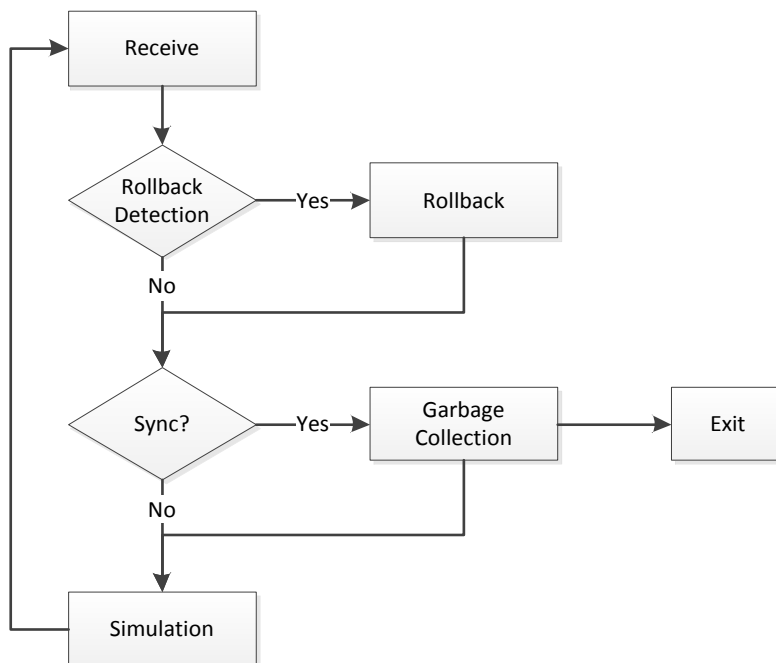 Receive
Rollback
Detection
Yes
Rollback
No
Sync?
Yes
Garbage
Collection
Exit
No
Simulation